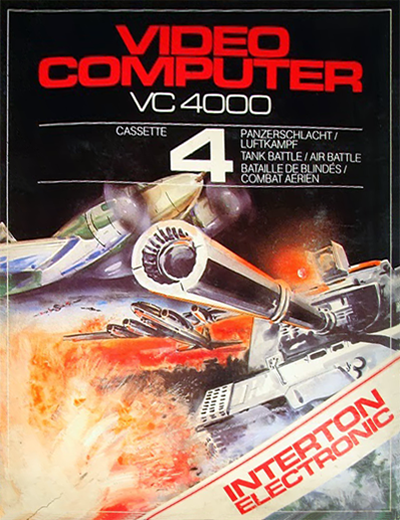 VIDEO
COMPUTER
VC 4000
CASSETTE
4
PANZERSCHLACHT/
LUFTKAMPF
TANK BATTLE / AIR BATTLE
BATAILLE DE BLINDÉS /
COMBAT AÉRIEN
INTERTON
ELECTRONIC